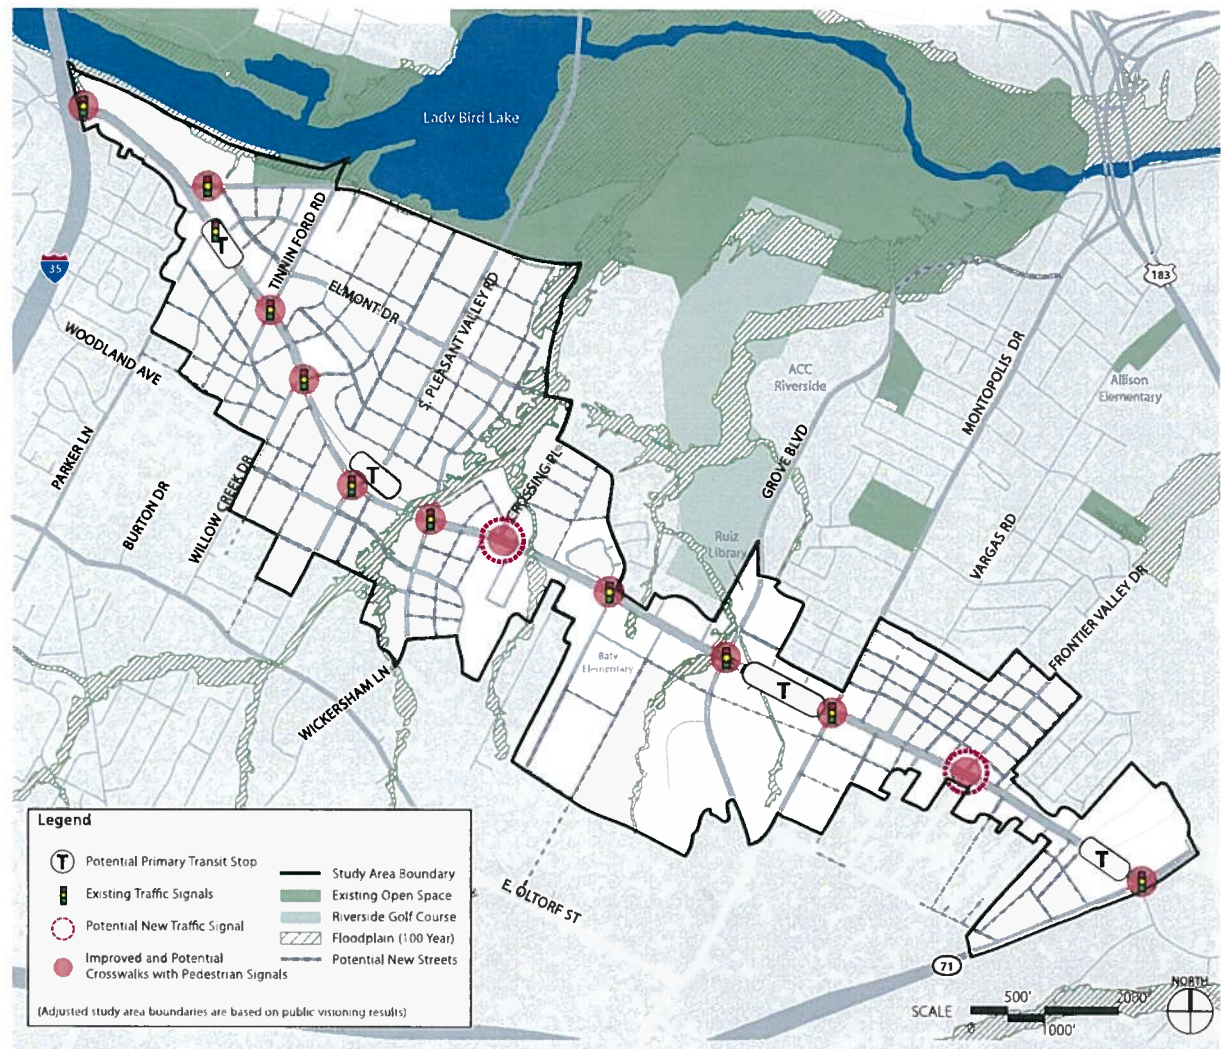 Lady Bird Lake
35
183
TINNIN FORD RD
ELMONT DR
S. PLEASANT VALLEY RD
WOODLAND AVE
PARKER LN
BURTON DR
WILLOW CREEK DR
CROSSING PL
WICKERSHAM LN
ACC
Riverside
GROVE BLVD
MONTOPOLIS DR
Allison
Elementary
VARGAS RD
FRONTIER VALLEY DR
Ruiz
Library
Baty
Elementary
T
T
T
T
E. OLTORF ST
71
Legend
T Potential Primary Transit Stop
Existing Traffic Signals
Potential New Traffic Signal
Improved and Potential
Crosswalks with Pedestrian Signals
Study Area Boundary
Existing Open Space
Riverside Golf Course
Floodplain (100 Year)
Potential New Streets
(Adjusted study area boundaries are based on public visioning results)
SCALE
0
500'
1000'
2000'
NORTH